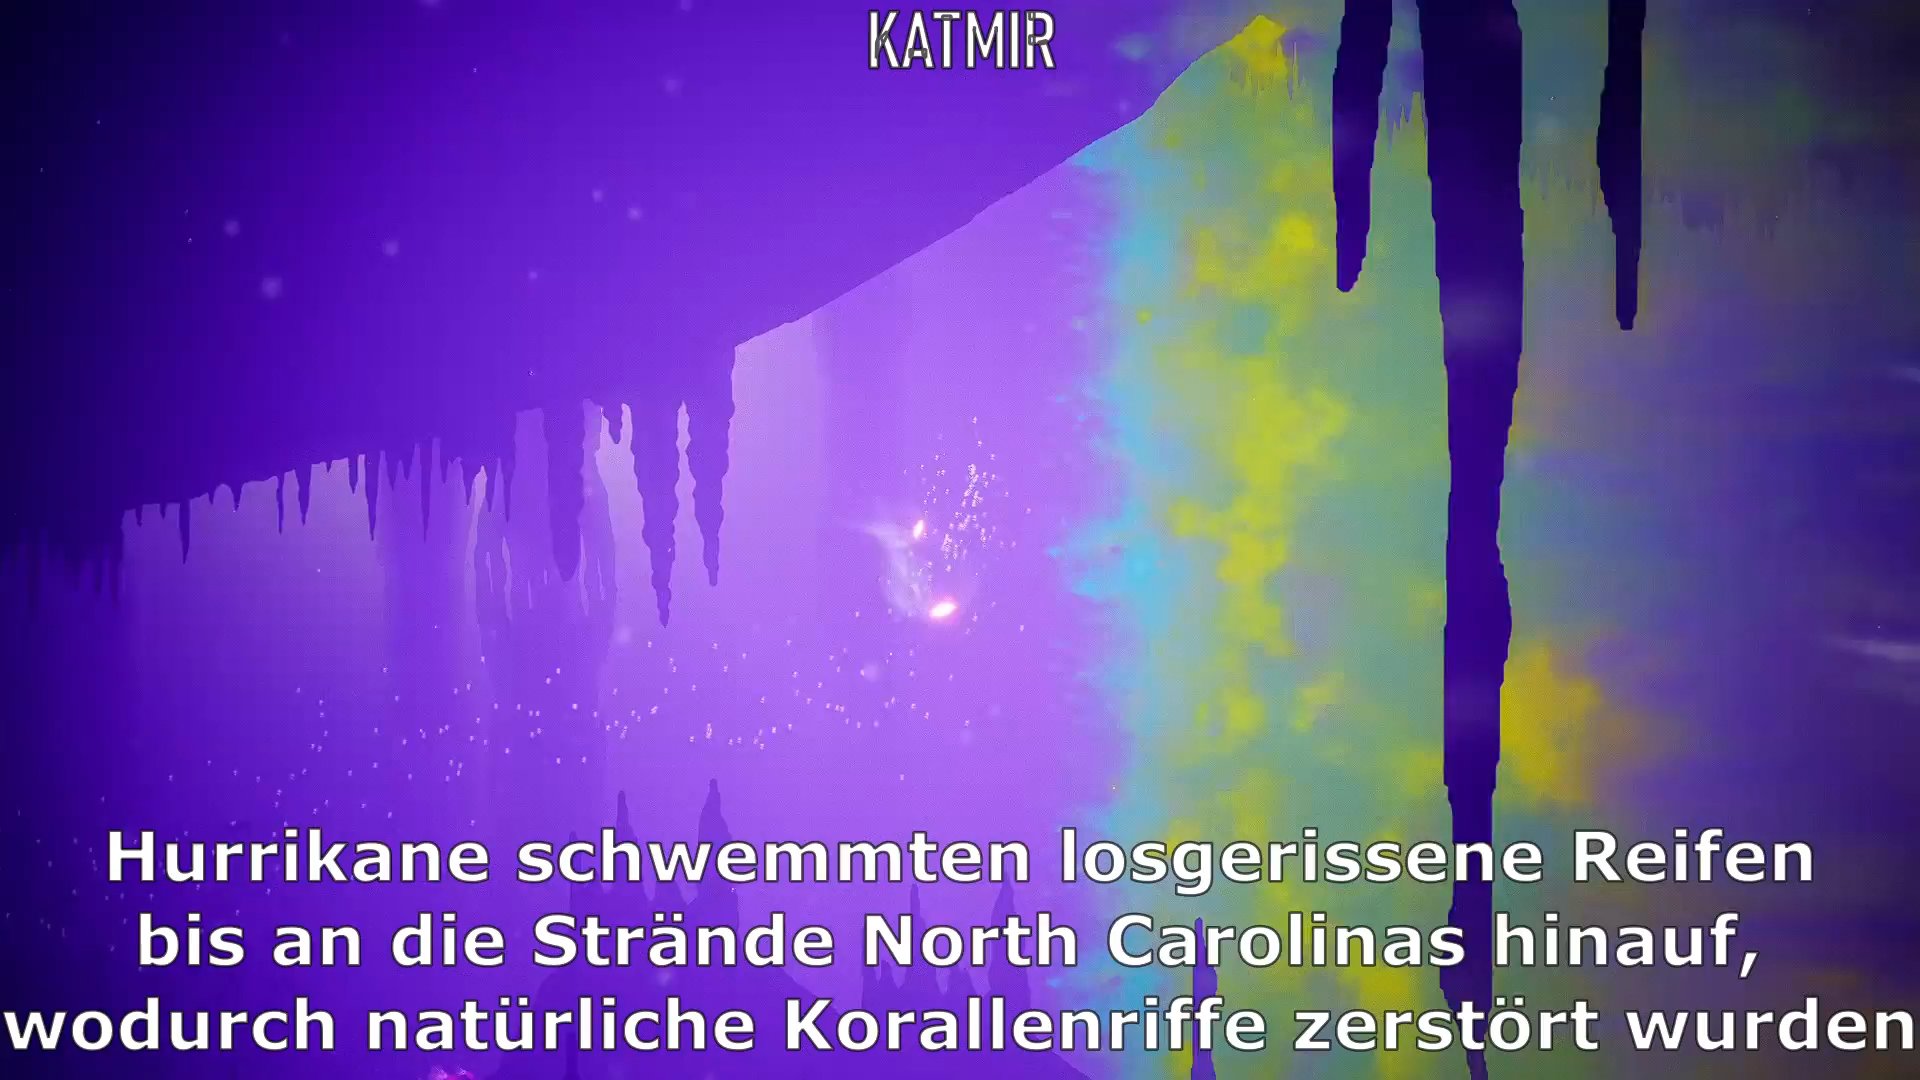 KATMIR
Hurrikane schwemmten losgerissene Reifen
bis an die Strände North Carolinas hinauf,
wodurch natürliche Korallenriffe zerstört wurden